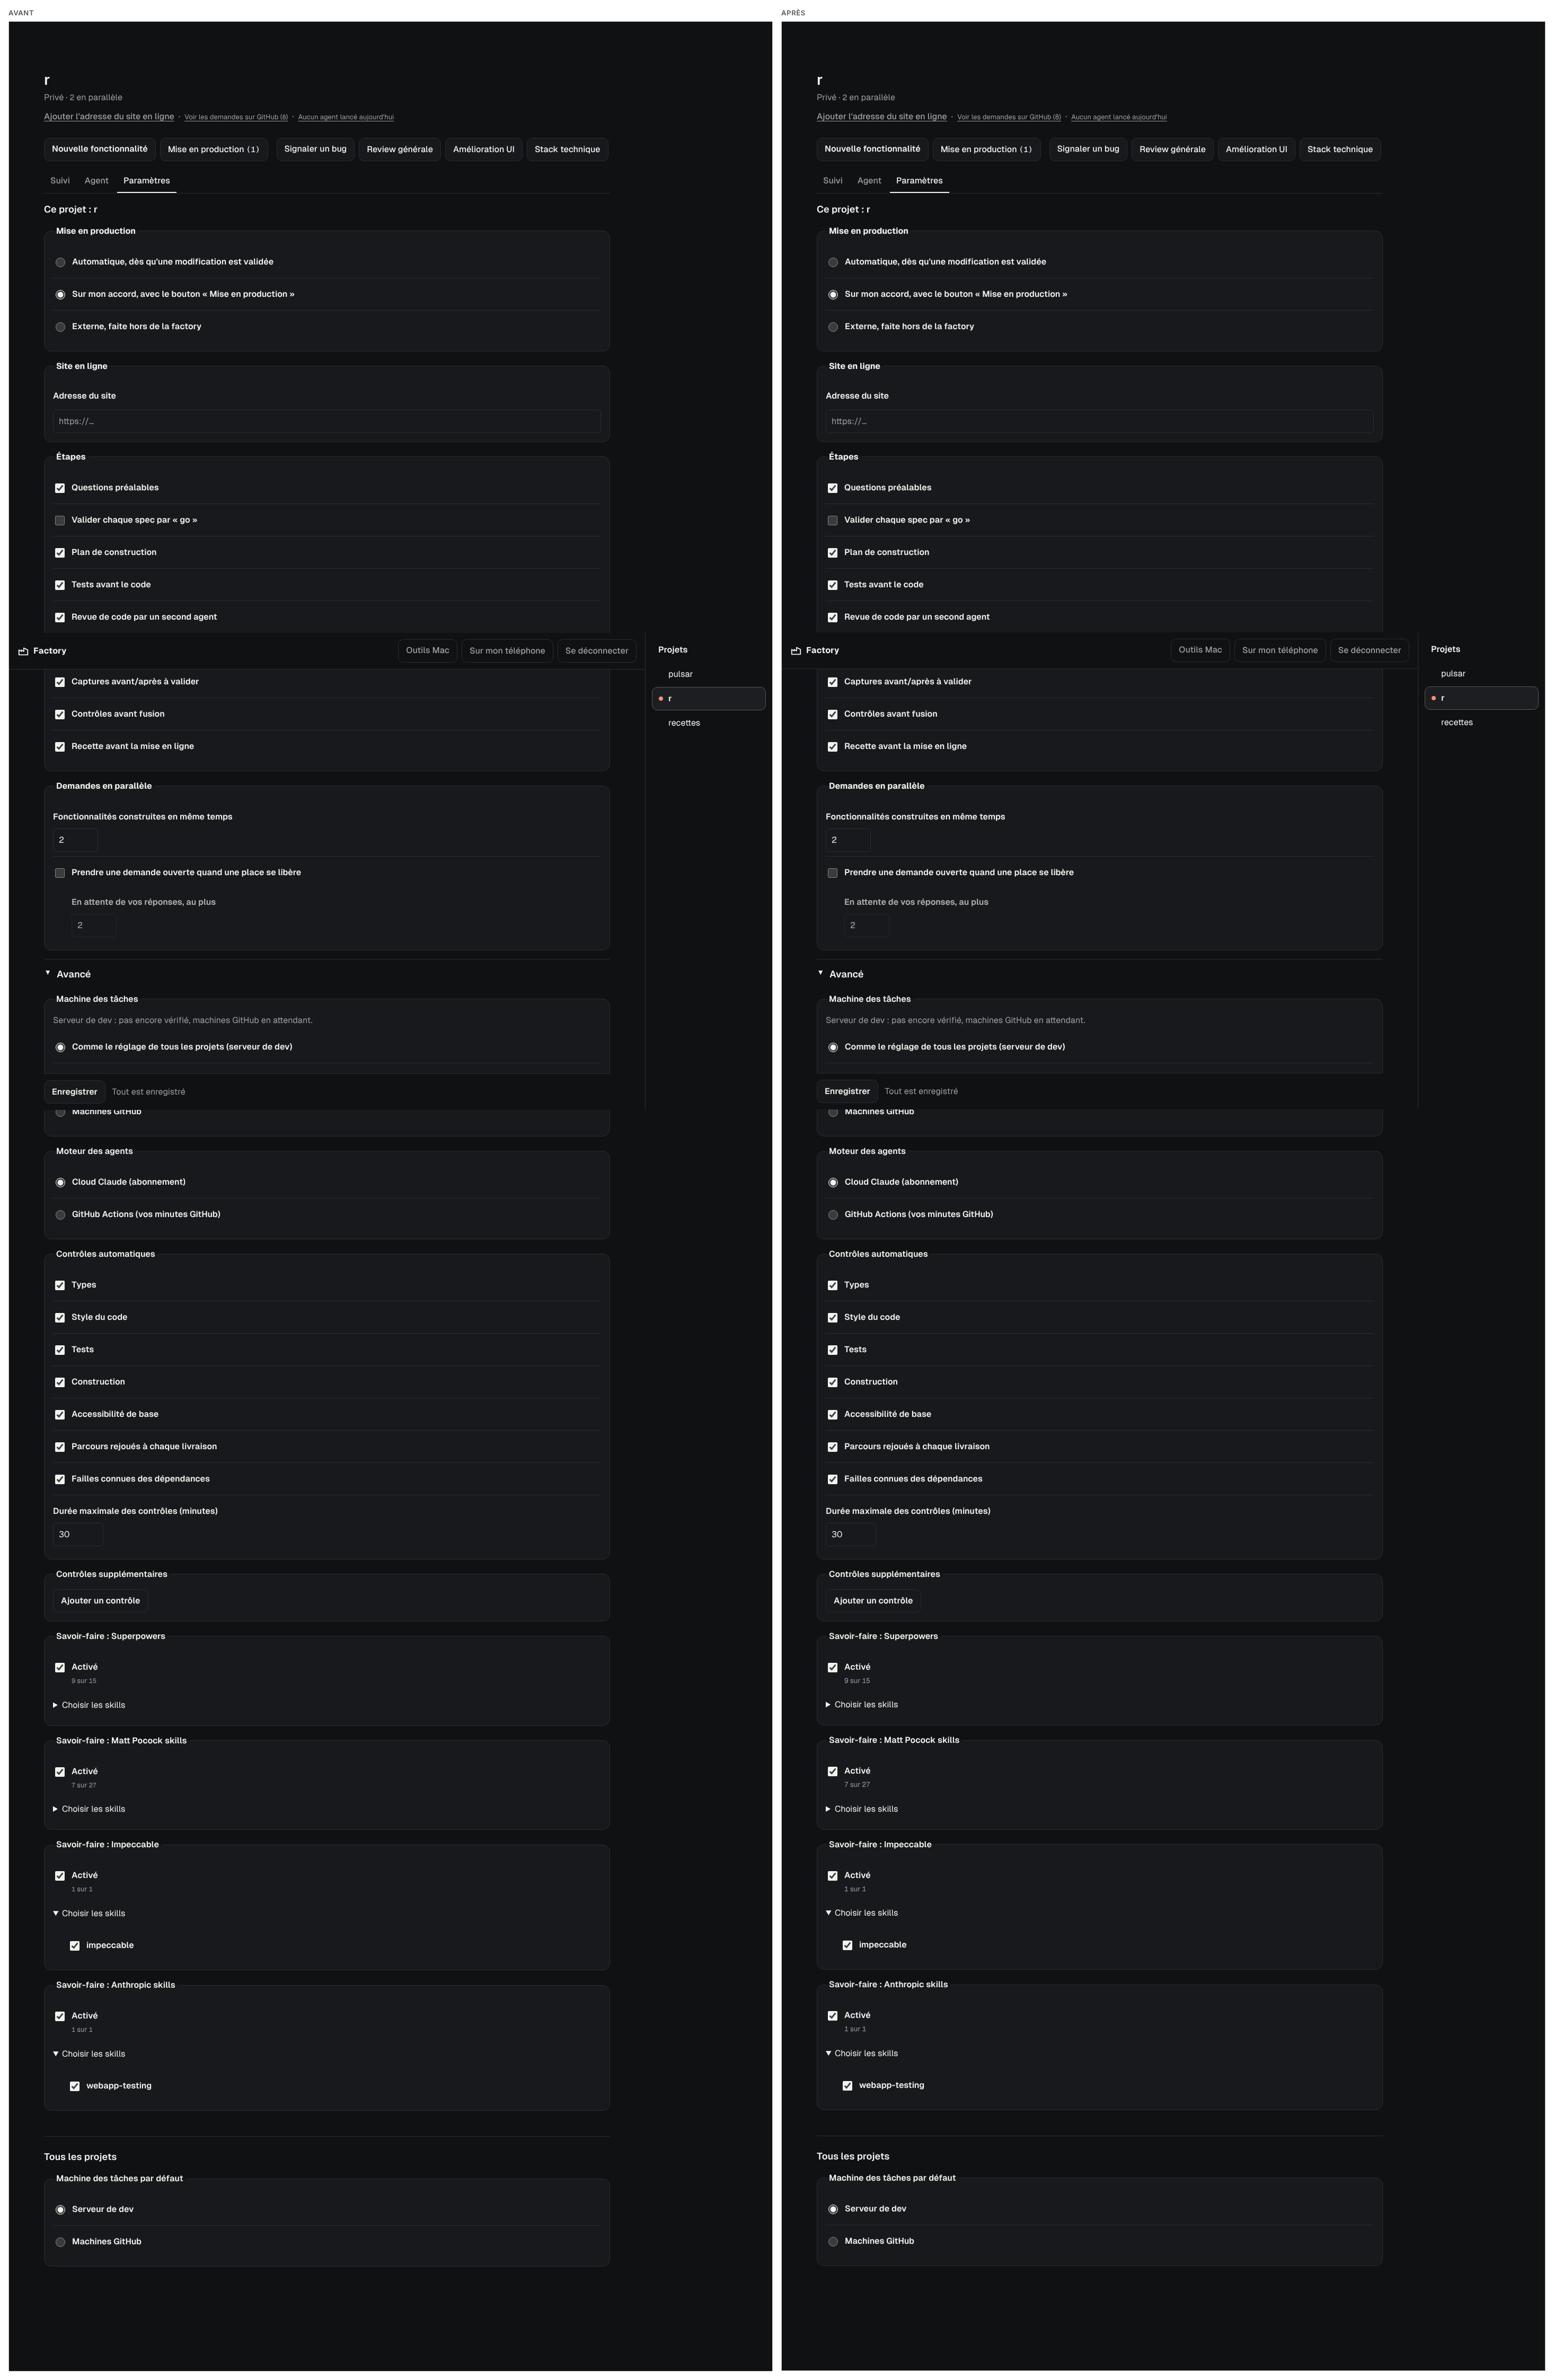 AVANT
r
Privé · 2 en parallèle
Ajouter l'adresse du site en ligne · Voir les demandes sur GitHub (8) · Aucun agent lancé aujourd'hui
Nouvelle fonctionnalité Mise en production (1) Signaler un bug Review générale Amélioration UI Stack technique
Suivi Agent Paramètres
Ce projet : r
Mise en production
Automatique, dès qu'une modification est validée
Sur mon accord, avec le bouton « Mise en production »
Externe, faite hors de la factory
Site en ligne
Adresse du site
https://…
Étapes
Questions préalables
Valider chaque spec par « go »
Plan de construction
Tests avant le code
Revue de code par un second agent
Factory Outils Mac Sur mon téléphone Se déconnecter
Projets
pulsar
r
recettes
Captures avant/après à valider
Contrôles avant fusion
Recette avant la mise en ligne
Demandes en parallèle
Fonctionnalités construites en même temps
2
Prendre une demande ouverte quand une place se libère
En attente de vos réponses, au plus
2
Avancé
Machine des tâches
Serveur de dev : pas encore vérifié, machines GitHub en attendant.
Comme le réglage de tous les projets (serveur de dev)
Enregistrer Tout est enregistré
Machines GitHub
Moteur des agents
Cloud Claude (abonnement)
GitHub Actions (vos minutes GitHub)
Contrôles automatiques
Types
Style du code
Tests
Construction
Accessibilité de base
Parcours rejoués à chaque livraison
Failles connues des dépendances
Durée maximale des contrôles (minutes)
30
Contrôles supplémentaires
Ajouter un contrôle
Savoir-faire : Superpowers
Activé
9 sur 15
Choisir les skills
Savoir-faire : Matt Pocock skills
Activé
7 sur 27
Choisir les skills
Savoir-faire : Impeccable
Activé
1 sur 1
Choisir les skills
impeccable
Savoir-faire : Anthropic skills
Activé
1 sur 1
Choisir les skills
webapp-testing
Tous les projets
Machine des tâches par défaut
Serveur de dev
Machines GitHub
APRÈS
r
Privé · 2 en parallèle
Ajouter l'adresse du site en ligne · Voir les demandes sur GitHub (8) · Aucun agent lancé aujourd'hui
Nouvelle fonctionnalité Mise en production (1) Signaler un bug Review générale Amélioration UI Stack technique
Suivi Agent Paramètres
Ce projet : r
Mise en production
Automatique, dès qu'une modification est validée
Sur mon accord, avec le bouton « Mise en production »
Externe, faite hors de la factory
Site en ligne
Adresse du site
https://…
Étapes
Questions préalables
Valider chaque spec par « go »
Plan de construction
Tests avant le code
Revue de code par un second agent
Factory Outils Mac Sur mon téléphone Se déconnecter
Projets
pulsar
r
recettes
Captures avant/après à valider
Contrôles avant fusion
Recette avant la mise en ligne
Demandes en parallèle
Fonctionnalités construites en même temps
2
Prendre une demande ouverte quand une place se libère
En attente de vos réponses, au plus
2
Avancé
Machine des tâches
Serveur de dev : pas encore vérifié, machines GitHub en attendant.
Comme le réglage de tous les projets (serveur de dev)
Enregistrer Tout est enregistré
Machines GitHub
Moteur des agents
Cloud Claude (abonnement)
GitHub Actions (vos minutes GitHub)
Contrôles automatiques
Types
Style du code
Tests
Construction
Accessibilité de base
Parcours rejoués à chaque livraison
Failles connues des dépendances
Durée maximale des contrôles (minutes)
30
Contrôles supplémentaires
Ajouter un contrôle
Savoir-faire : Superpowers
Activé
9 sur 15
Choisir les skills
Savoir-faire : Matt Pocock skills
Activé
7 sur 27
Choisir les skills
Savoir-faire : Impeccable
Activé
1 sur 1
Choisir les skills
impeccable
Savoir-faire : Anthropic skills
Activé
1 sur 1
Choisir les skills
webapp-testing
Tous les projets
Machine des tâches par défaut
Serveur de dev
Machines GitHub